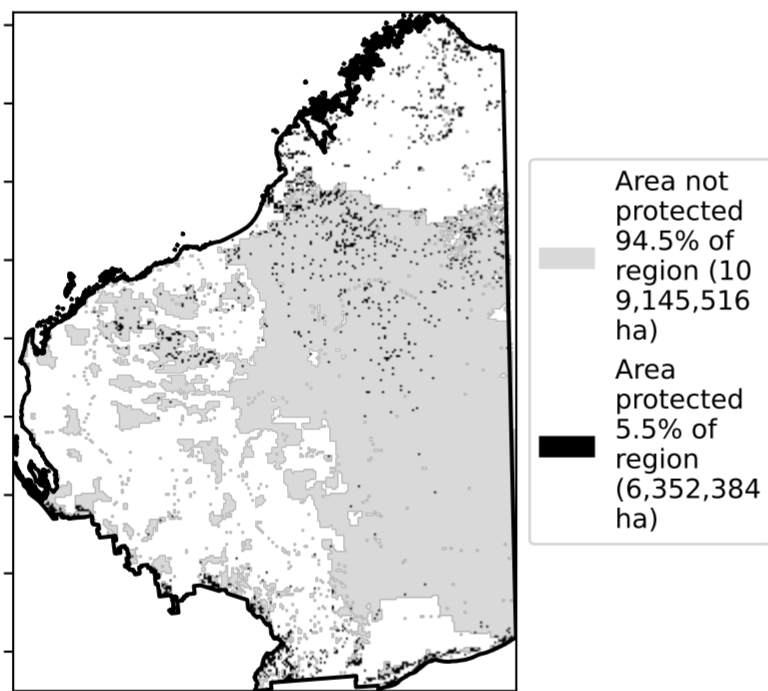 Area not
protected
94.5% of
region (10
9,145,516
ha)
Area
protected
5.5% of
region
(6,352,384
ha)